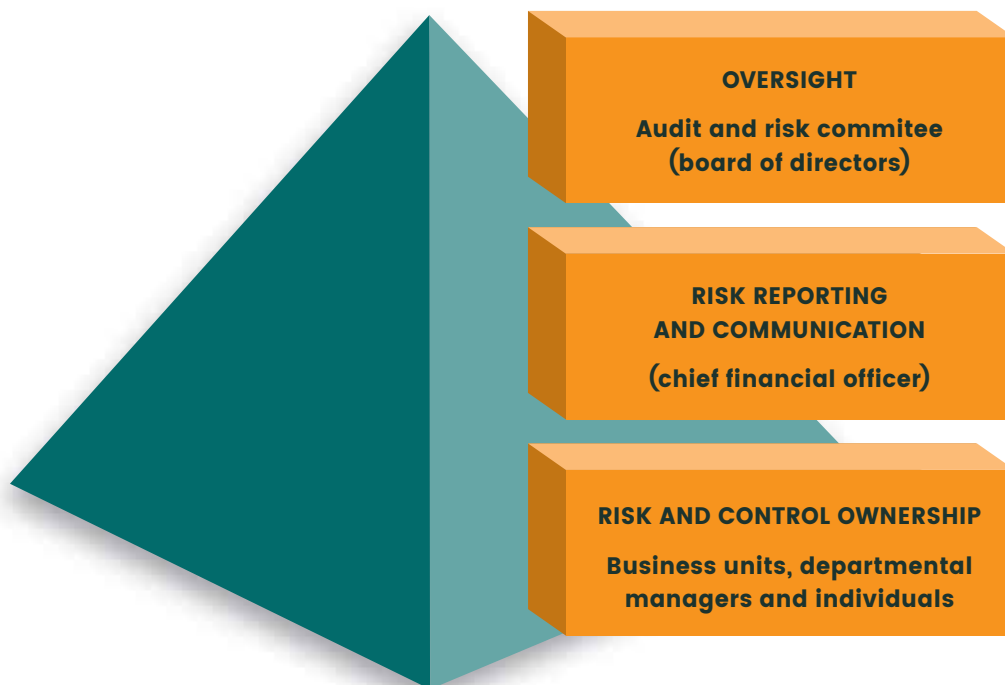 OVERSIGHT
Audit and risk commitee
(board of directors)
RISK REPORTING
AND COMMUNICATION
(chief financial officer)
RISK AND CONTROL OWNERSHIP
Business units, departmental
managers and individuals